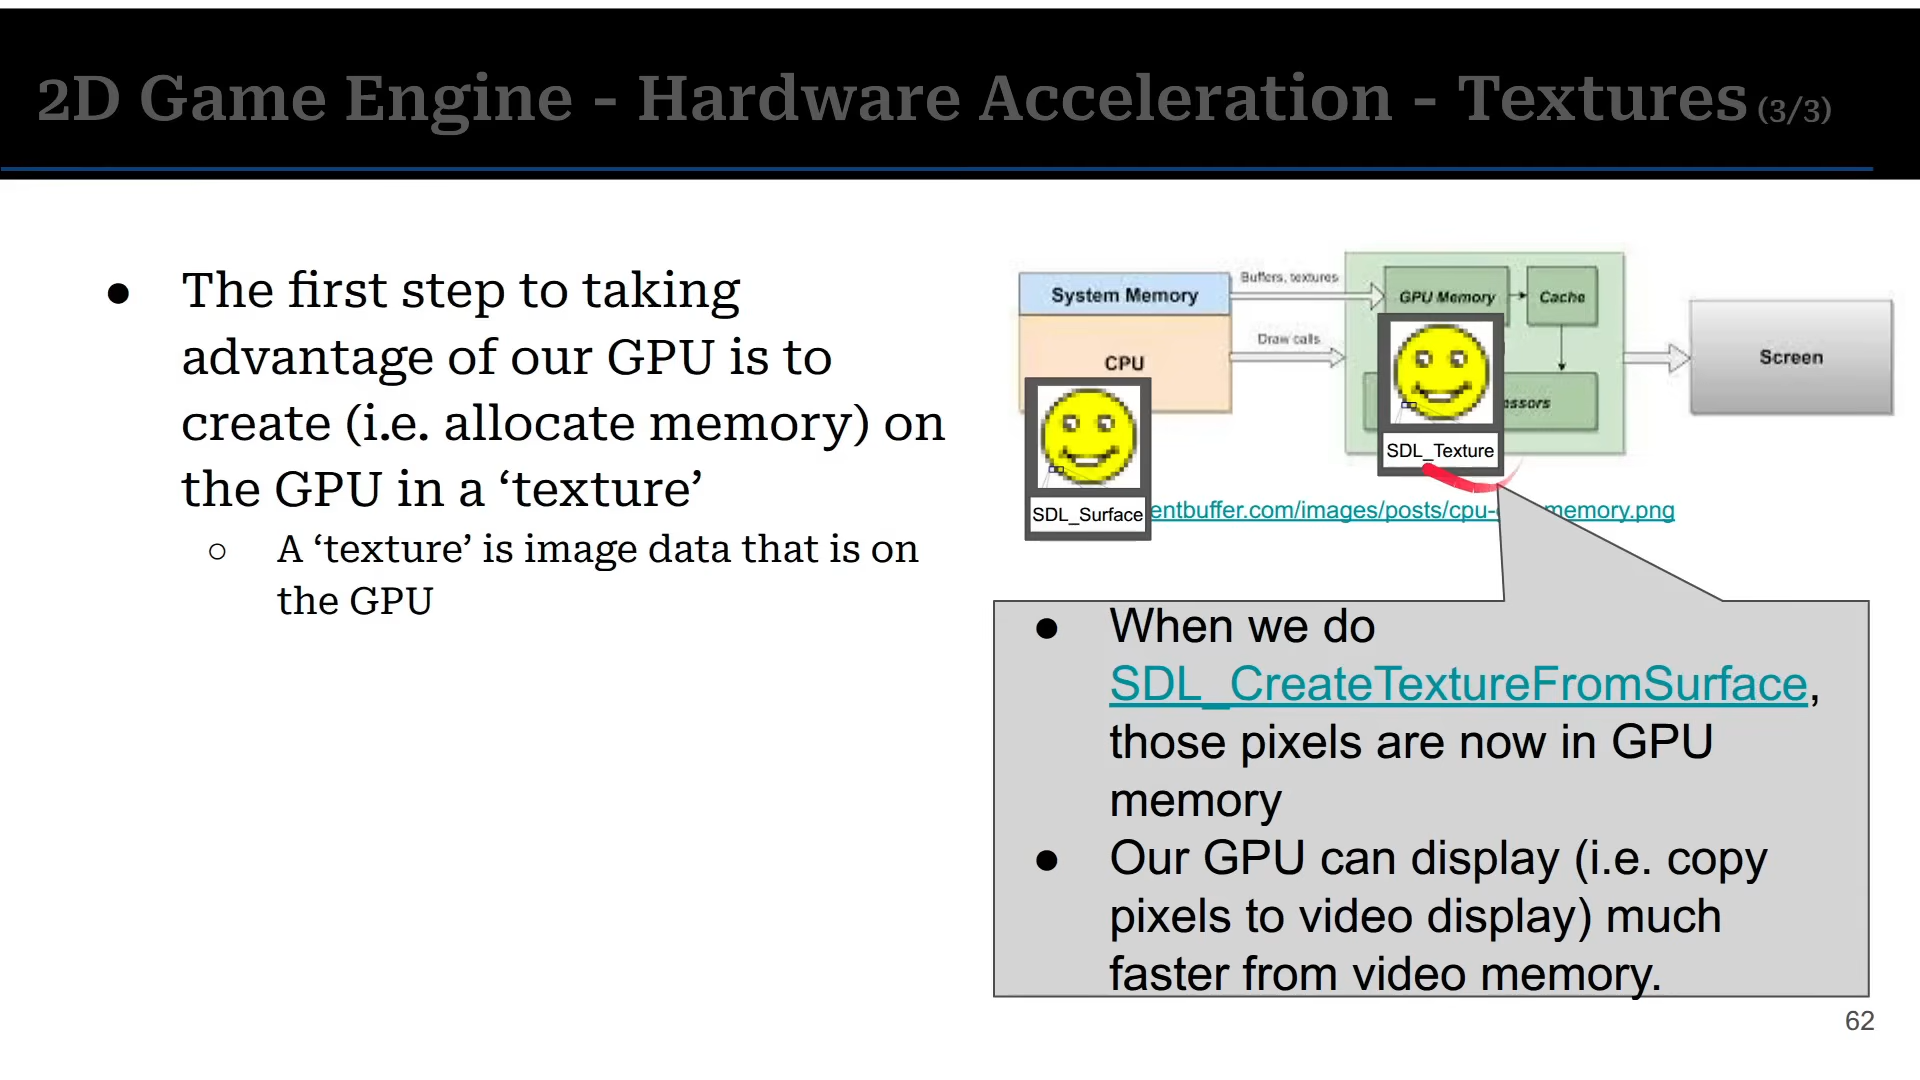 2D Game Engine - Hardware Acceleration - Textures (3/3)
● The first step to taking
advantage of our GPU is to
create (i.e. allocate memory) on
the GPU in a ‘texture’
○ A ‘texture’ is image data that is on
the GPU
System Memory
CPU
Buffers, textures
Draw calls
GPU Memory
Cache
Screen
SDL_Texture
SDL_Surface
entbuffer.com/images/posts/cpu-
memory.png
● When we do
SDL_CreateTextureFromSurface,
those pixels are now in GPU
memory
● Our GPU can display (i.e. copy
pixels to video display) much
faster from video memory.
62